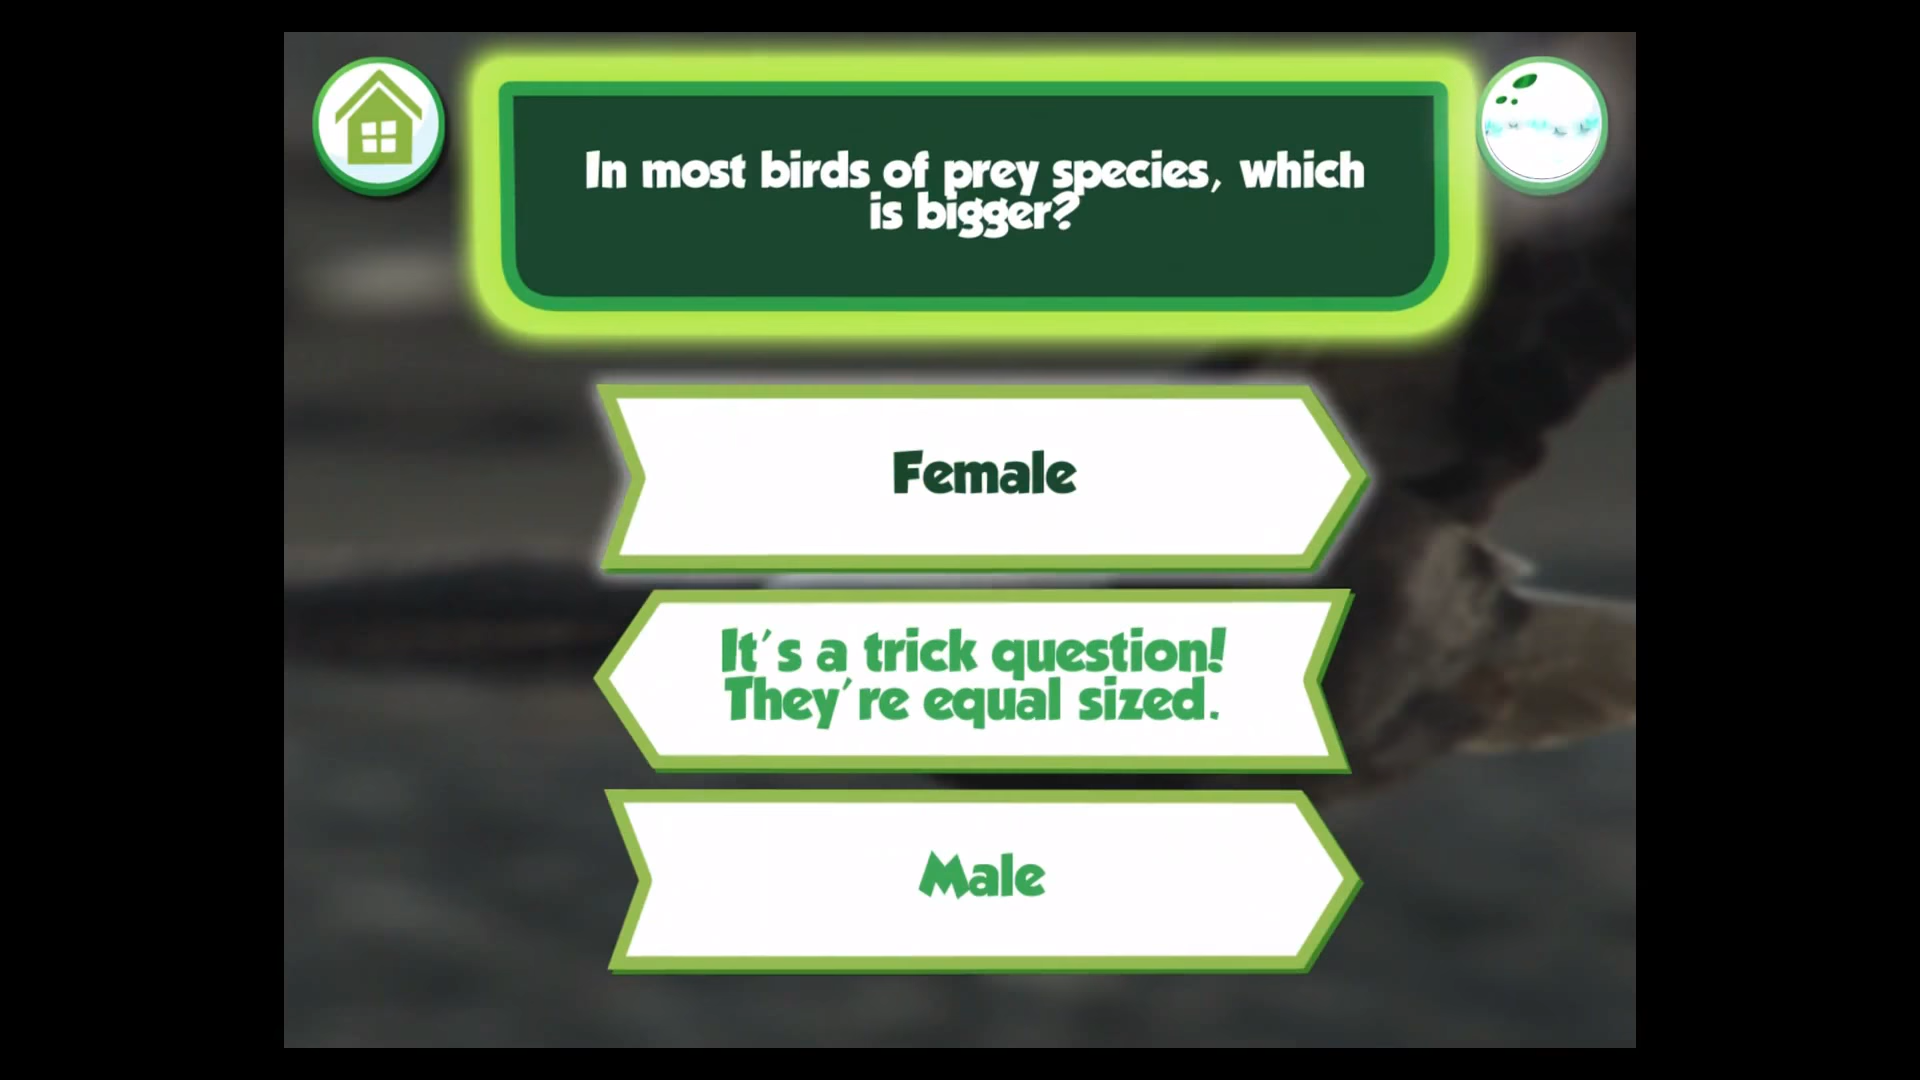 In most birds of prey species, which
is bigger?
Female
It's a trick question!
They're equal sized.
Male